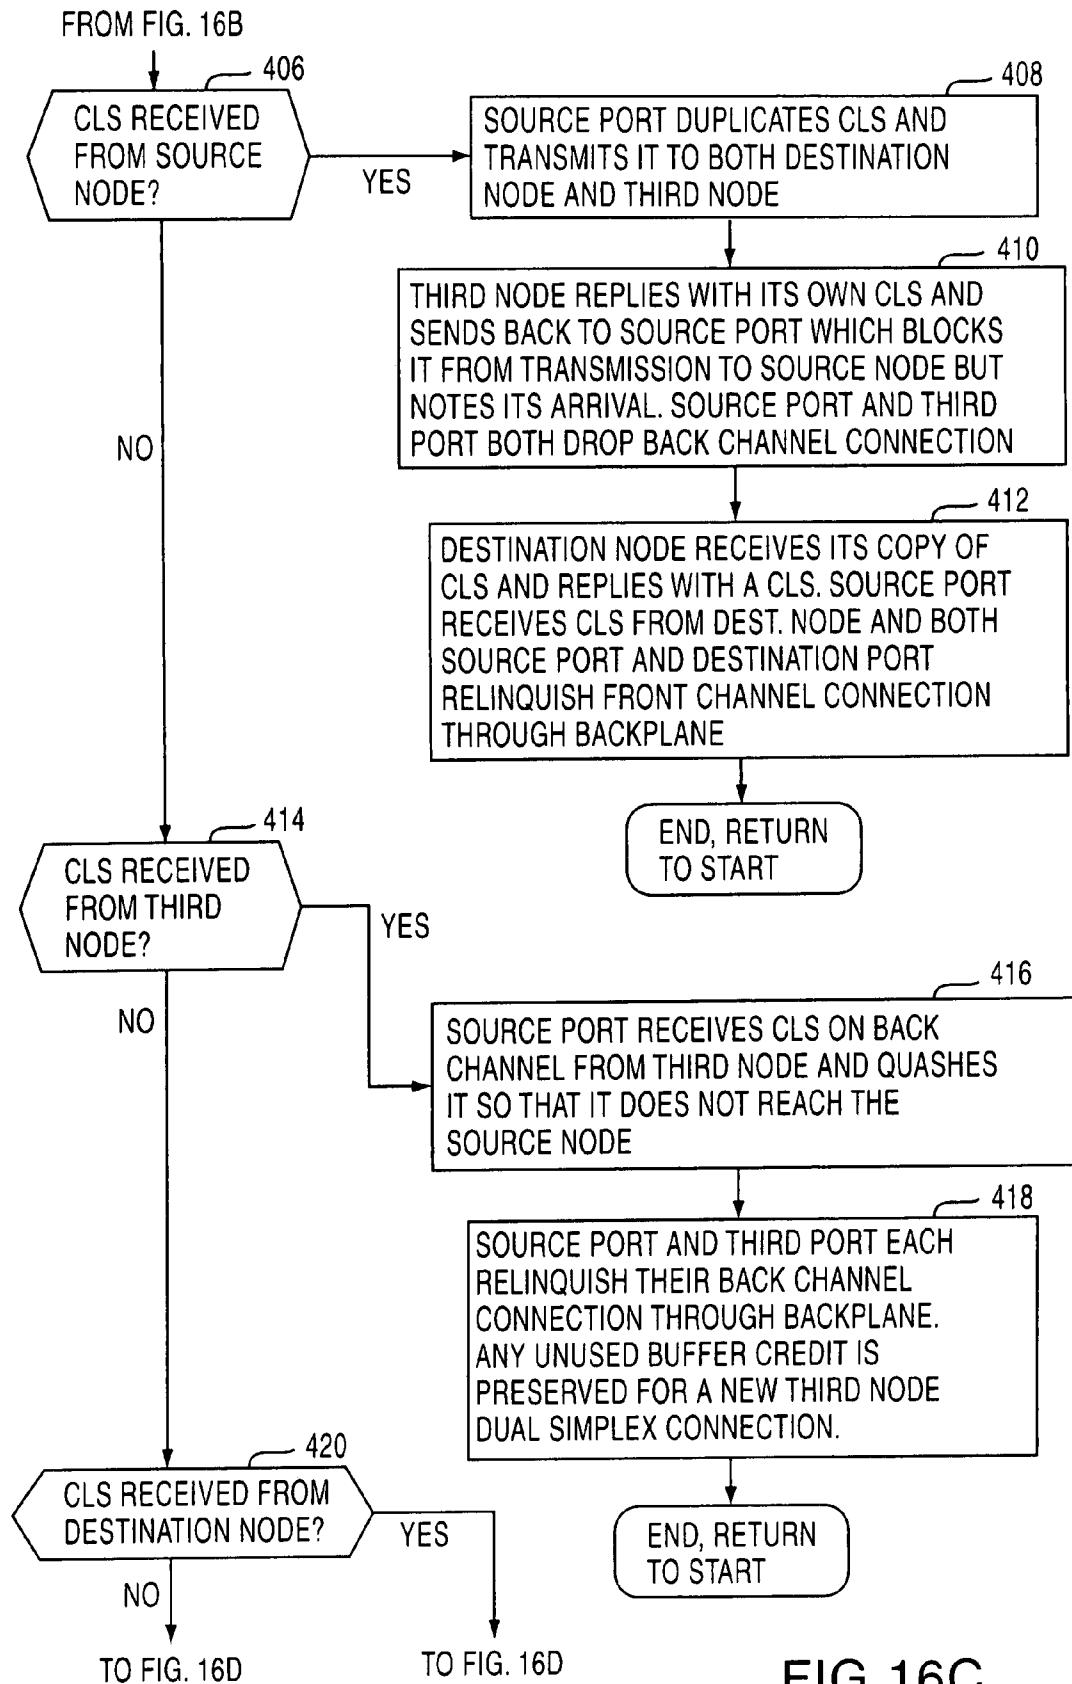 FROM FIG. 16B
406
CLS RECEIVED
FROM SOURCE
NODE?
YES
NO
408
SOURCE PORT DUPLICATES CLS AND
TRANSMITS IT TO BOTH DESTINATION
NODE AND THIRD NODE
410
THIRD NODE REPLIES WITH ITS OWN CLS AND
SENDS BACK TO SOURCE PORT WHICH BLOCKS
IT FROM TRANSMISSION TO SOURCE NODE BUT
NOTES ITS ARRIVAL. SOURCE PORT AND THIRD
PORT BOTH DROP BACK CHANNEL CONNECTION
412
DESTINATION NODE RECEIVES ITS COPY OF
CLS AND REPLIES WITH A CLS. SOURCE PORT
RECEIVES CLS FROM DEST. NODE AND BOTH
SOURCE PORT AND DESTINATION PORT
RELINQUISH FRONT CHANNEL CONNECTION
THROUGH BACKPLANE
END, RETURN
TO START
414
CLS RECEIVED
FROM THIRD
NODE?
YES
NO
416
SOURCE PORT RECEIVES CLS ON BACK
CHANNEL FROM THIRD NODE AND QUASHES
IT SO THAT IT DOES NOT REACH THE
SOURCE NODE
418
SOURCE PORT AND THIRD PORT EACH
RELINQUISH THEIR BACK CHANNEL
CONNECTION THROUGH BACKPLANE.
ANY UNUSED BUFFER CREDIT IS
PRESERVED FOR A NEW THIRD NODE
DUAL SIMPLEX CONNECTION.
END, RETURN
TO START
420
CLS RECEIVED FROM
DESTINATION NODE?
YES
NO
TO FIG. 16D
TO FIG. 16D
FIG. 16C